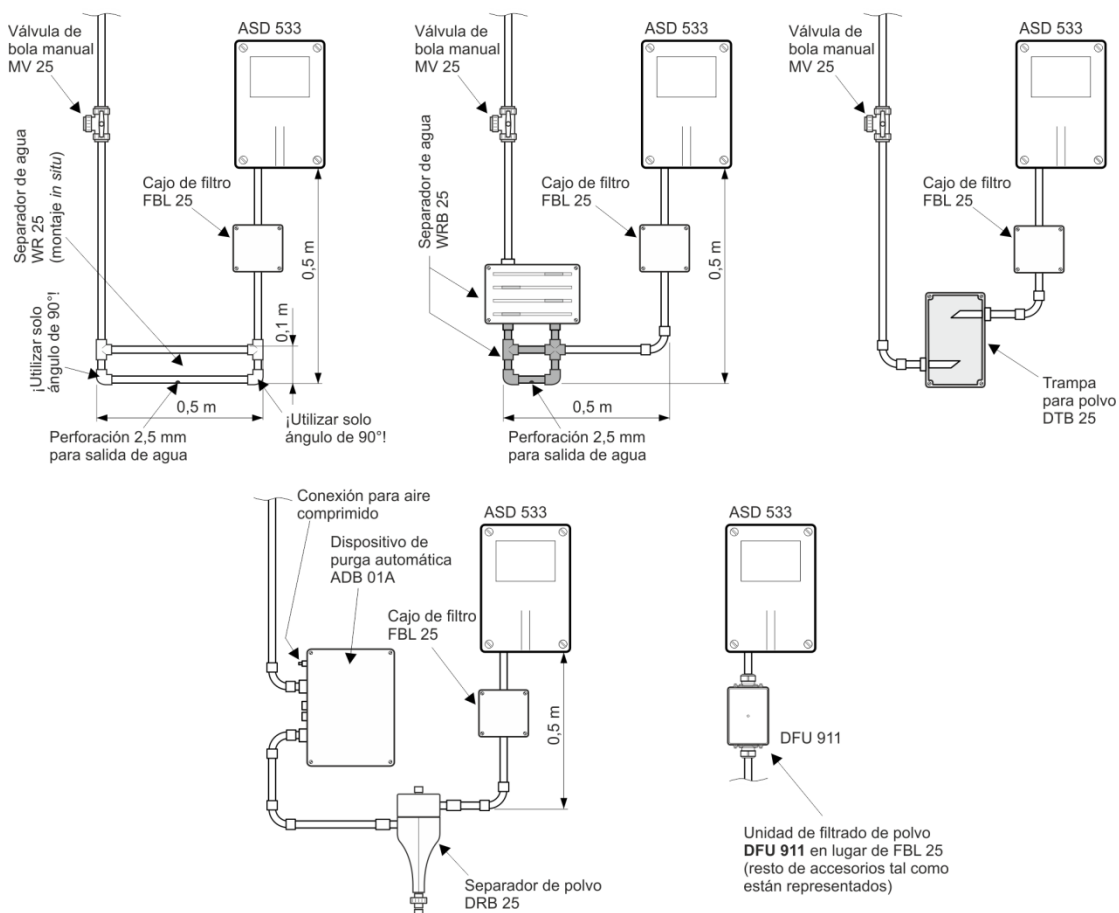 Válvula de
bola manual
MV 25
ASD 533
Separador de agua
WR 25
(montaje in situ)
Cajo de filtro
FBL 25
0,5 m
0,1 m
¡Utilizar solo
ángulo de 90°!
0,5 m
¡Utilizar solo
ángulo de 90°!
Perforación 2,5 mm
para salida de agua
Válvula de
bola manual
MV 25
ASD 533
Separador de agua
WRB 25
Cajo de filtro
FBL 25
0,5 m
0,5 m
Perforación 2,5 mm
para salida de agua
Válvula de
bola manual
MV 25
ASD 533
Cajo de filtro
FBL 25
Trampa
para polvo
DTB 25
Conexión para aire
comprimido
Dispositivo de
purga automática
ADB 01A
ASD 533
Cajo de filtro
FBL 25
0,5 m
Separador de polvo
DRB 25
ASD 533
DFU 911
Unidad de filtrado de polvo
DFU 911 en lugar de FBL 25
(resto de accesorios tal como
están representados)